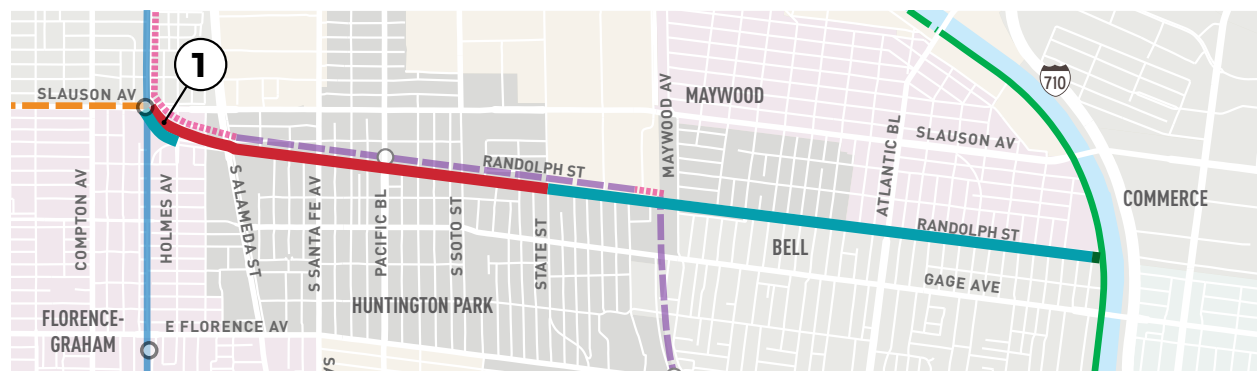 1
SLAUSON AV
MAYWOOD AV
MAYWOOD
710
SLAUSON AV
ATLANTIC BL
COMMERCE
RANDOLPH ST
COMPTON AV
HOLMES AV
S ALAMEDA ST
S SANTA FE AV
PACIFIC BL
S SOTO ST
STATE ST
RANDOLPH ST
BELL
GAGE AVE
HUNTINGTON PARK
FLORENCE-
GRAHAM
E FLORENCE AV